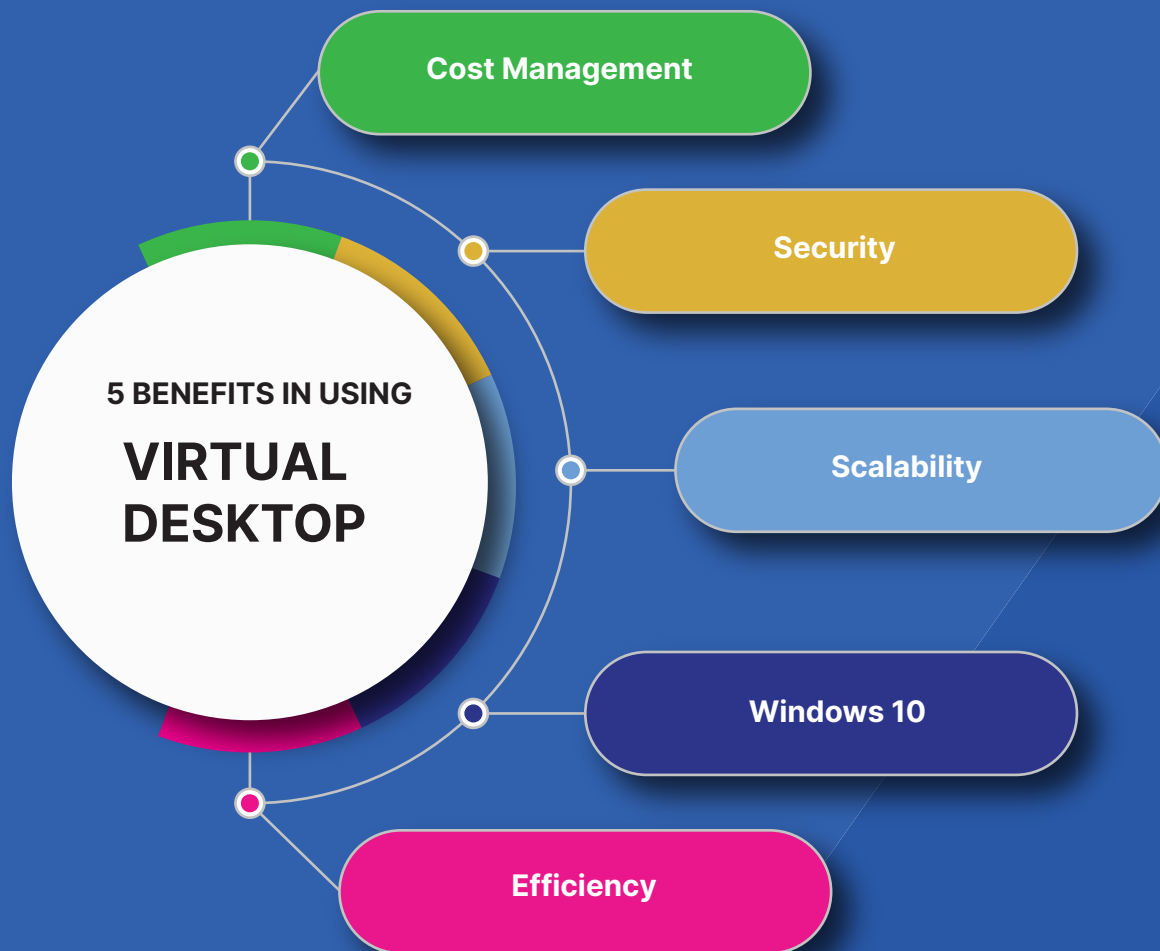 Cost Management
Security
5 BENEFITS IN USING
VIRTUAL
DESKTOP
Scalability
Windows 10
Efficiency